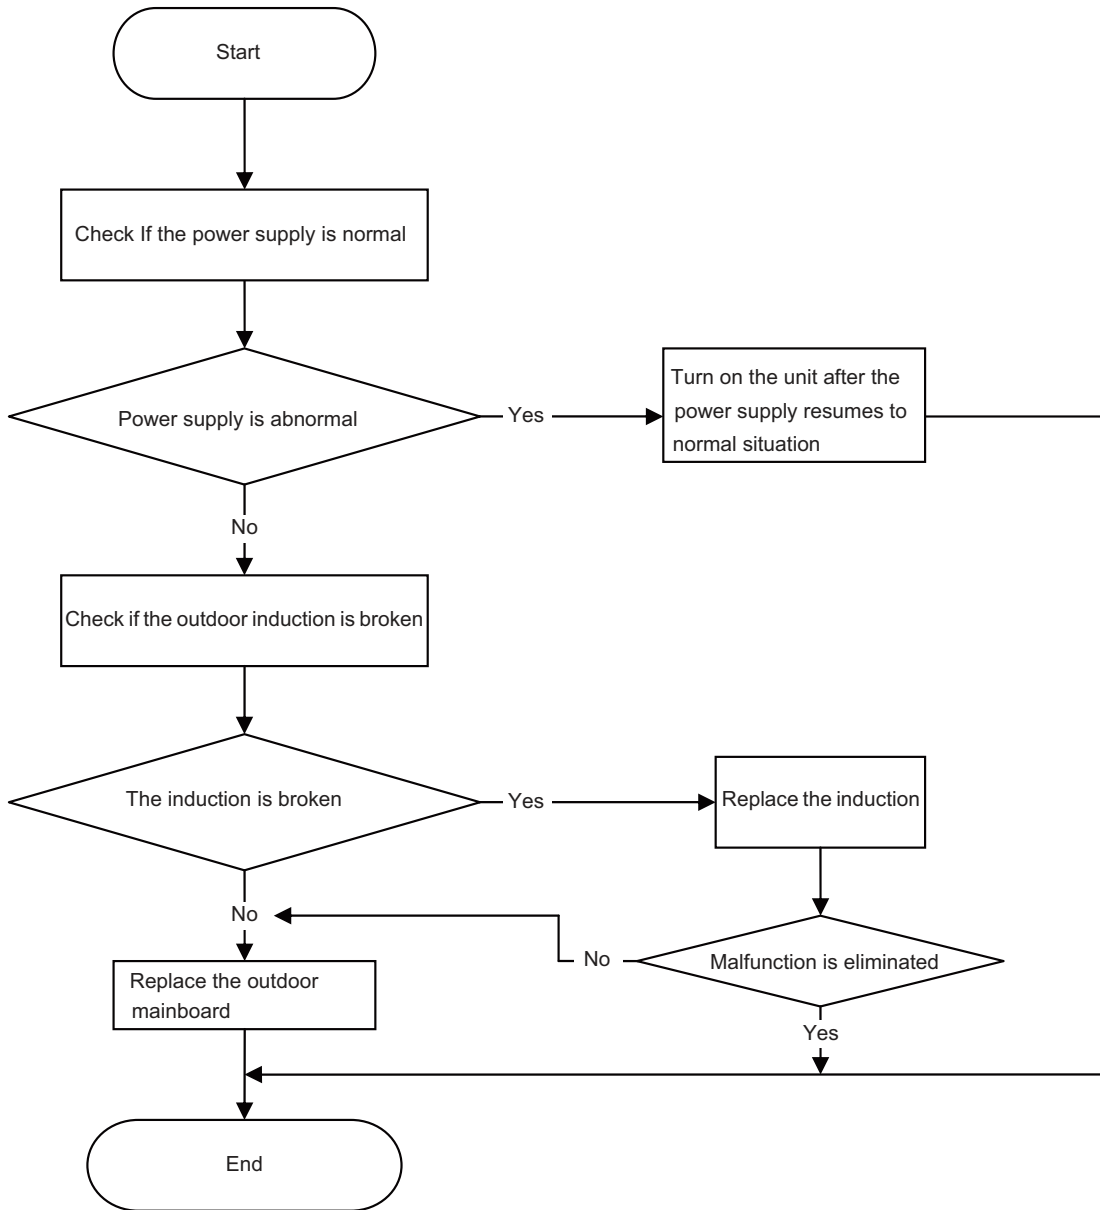 Start
Check If the power supply is normal
Power supply is abnormal
Yes
Turn on the unit after the
power supply resumes to
normal situation
No
Check if the outdoor induction is broken
The induction is broken
Yes
Replace the induction
No
No
Malfunction is eliminated
Replace the outdoor
mainboard
Yes
End